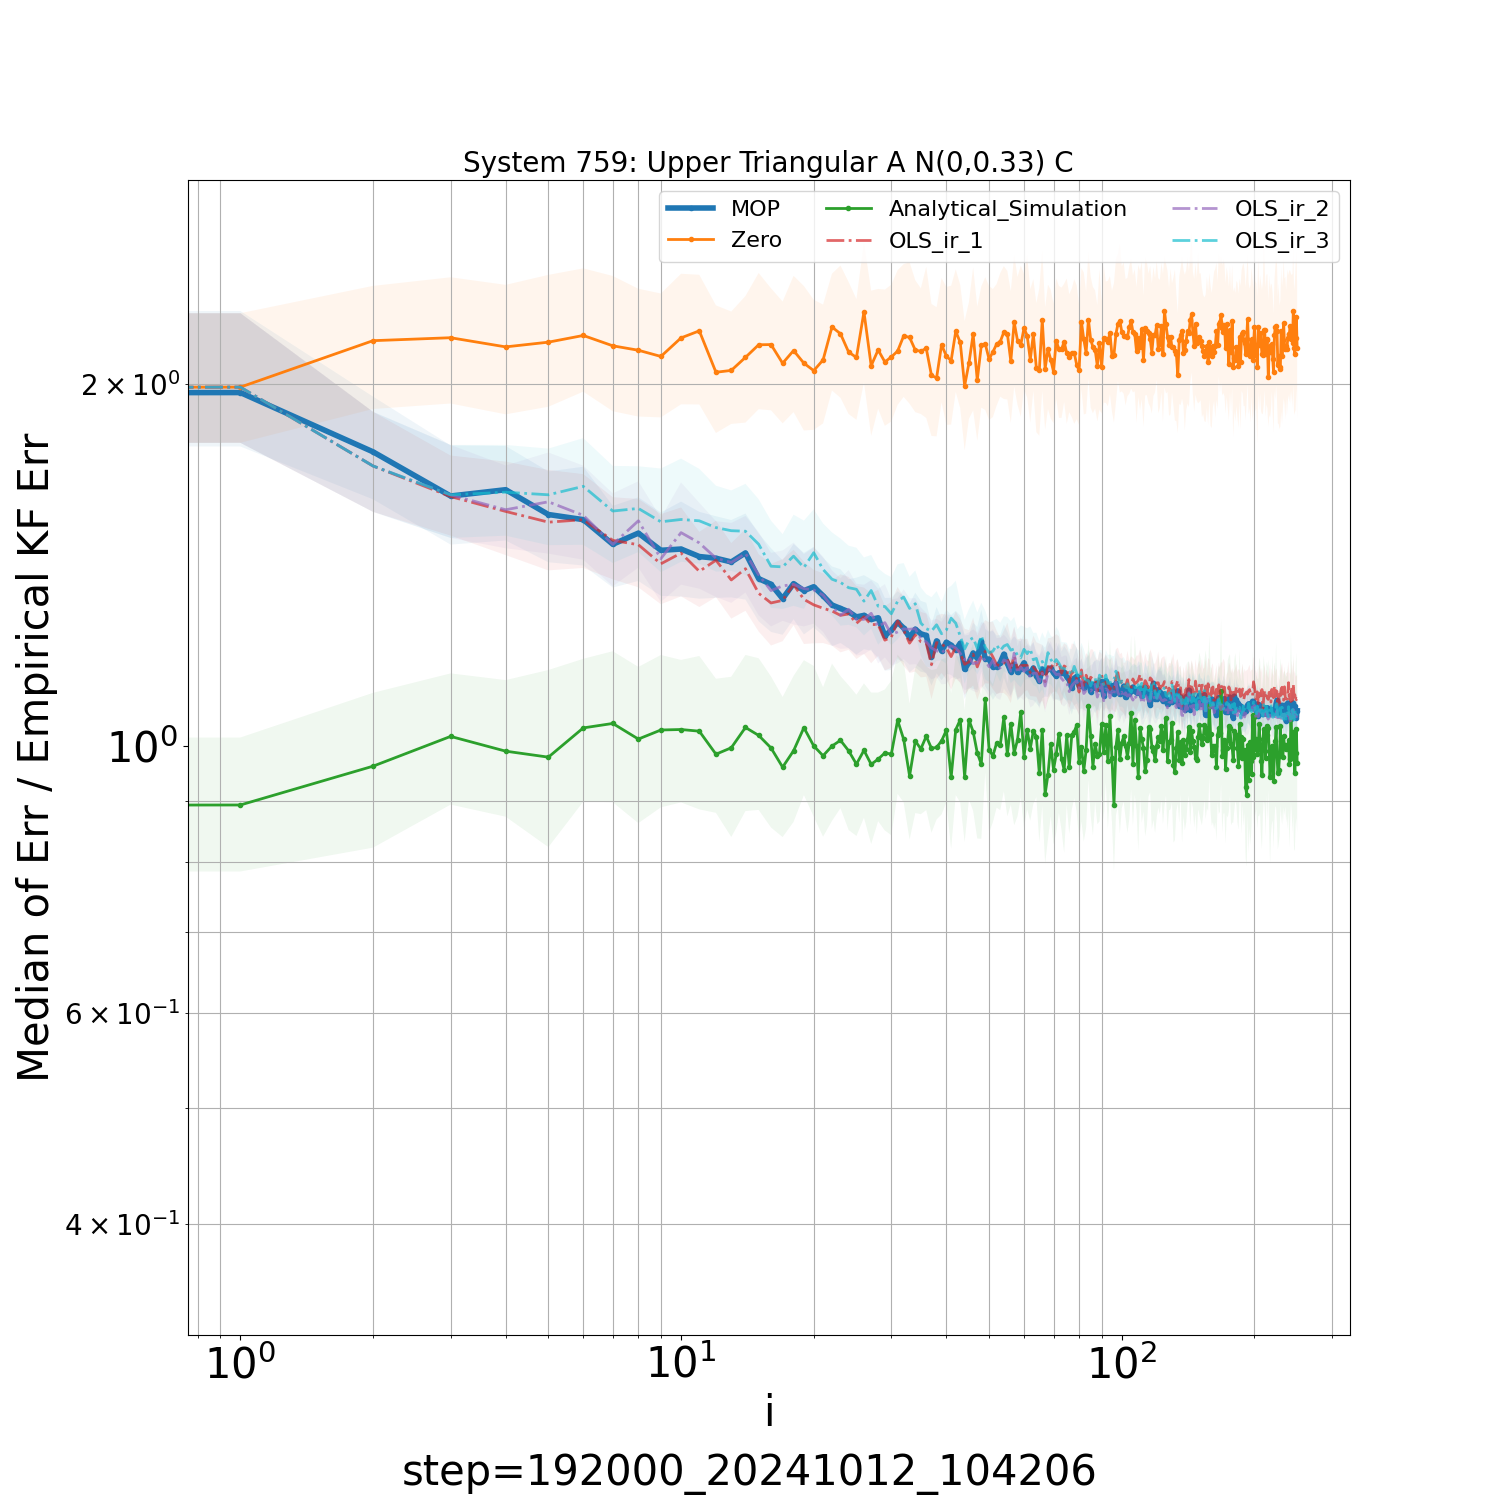 System 759: Upper Triangular A N(0,0.33) C
MOP
Zero
Analytical_Simulation
OLS_ir_1
OLS_ir_2
OLS_ir_3
Median of Err / Empirical KF Err
2 × 10⁰
10⁰
6 × 10⁻¹
4 × 10⁻¹
10⁰
10¹
10²
i
step=192000_20241012_104206